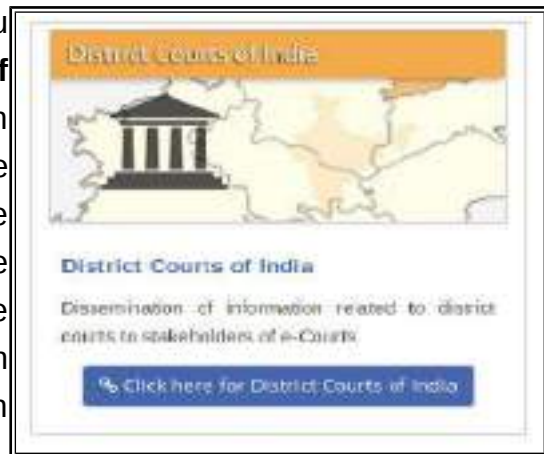 u
f
n
e
e
e
e
n
n
District Courts of India
District Courts of India
Dissemination of information related to district
courts to stakeholders of e-Courts
Click here for District Courts of India